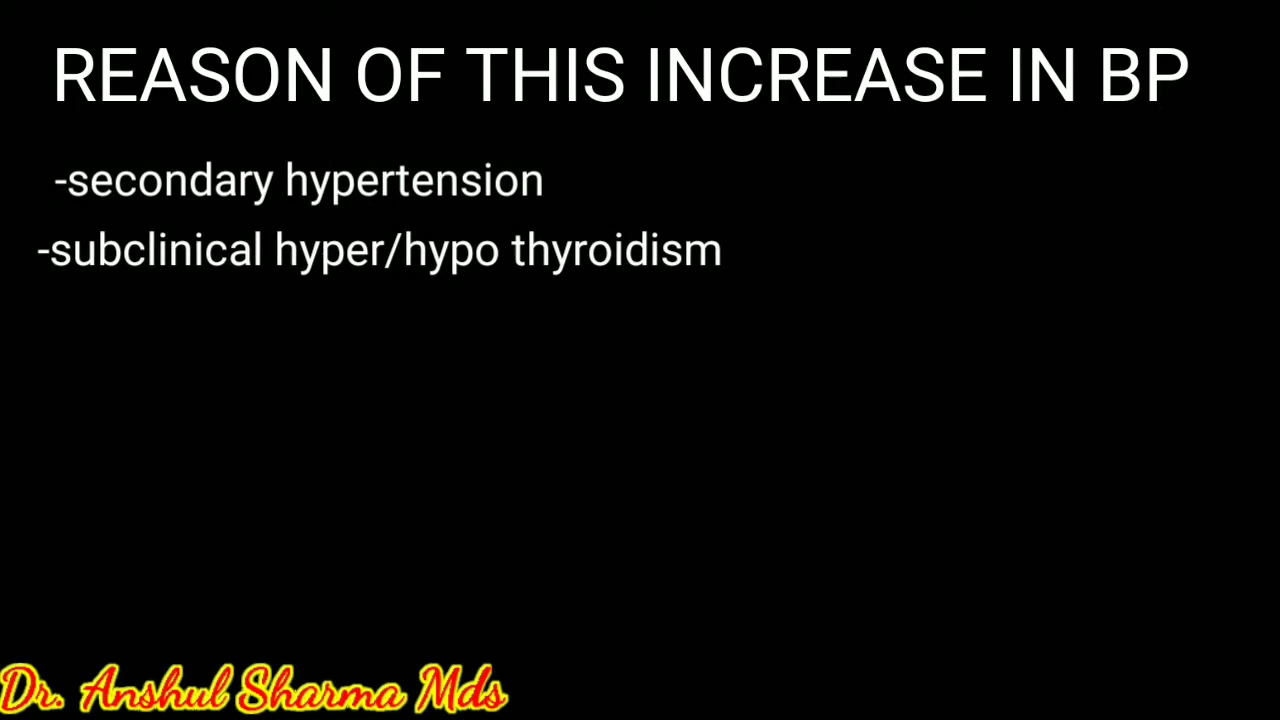 REASON OF THIS INCREASE IN BP
-secondary hypertension
-subclinical hyper/hypo thyroidism
Dr. Anshul Sharma Mds